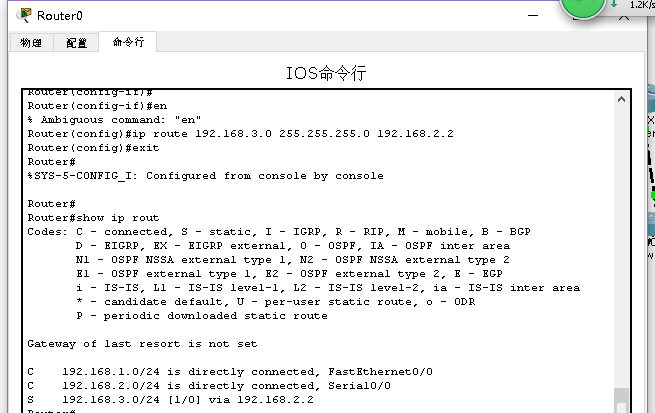 Router0
1.2K/s
物理 配置 命令行
IOS命令行
Router(config-if)#
Router(config-if)#en
% Ambiguous command: "en"
Router(config)#ip route 192.168.3.0 255.255.255.0 192.168.2.2
Router(config)#exit
Router#
%SYS-5-CONFIG_I: Configured from console by console
Router#
Router#show ip rout
Codes: C - connected, S - static, I - IGRP, R - RIP, M - mobile, B - BGP
D - EIGRP, EX - EIGRP external, O - OSPF, IA - OSPF inter area
N1 - OSPF NSSA external type 1, N2 - OSPF NSSA external type 2
E1 - OSPF external type 1, E2 - OSPF external type 2, E - EGP
i - IS-IS, L1 - IS-IS level-1, L2 - IS-IS level-2, ia - IS-IS inter area
* - candidate default, U - per-user static route, o - ODR
P - periodic downloaded static route
Gateway of last resort is not set
C 192.168.1.0/24 is directly connected, FastEthernet0/0
C 192.168.2.0/24 is directly connected, Serial0/0
S 192.168.3.0/24 [1/0] via 192.168.2.2
Router#